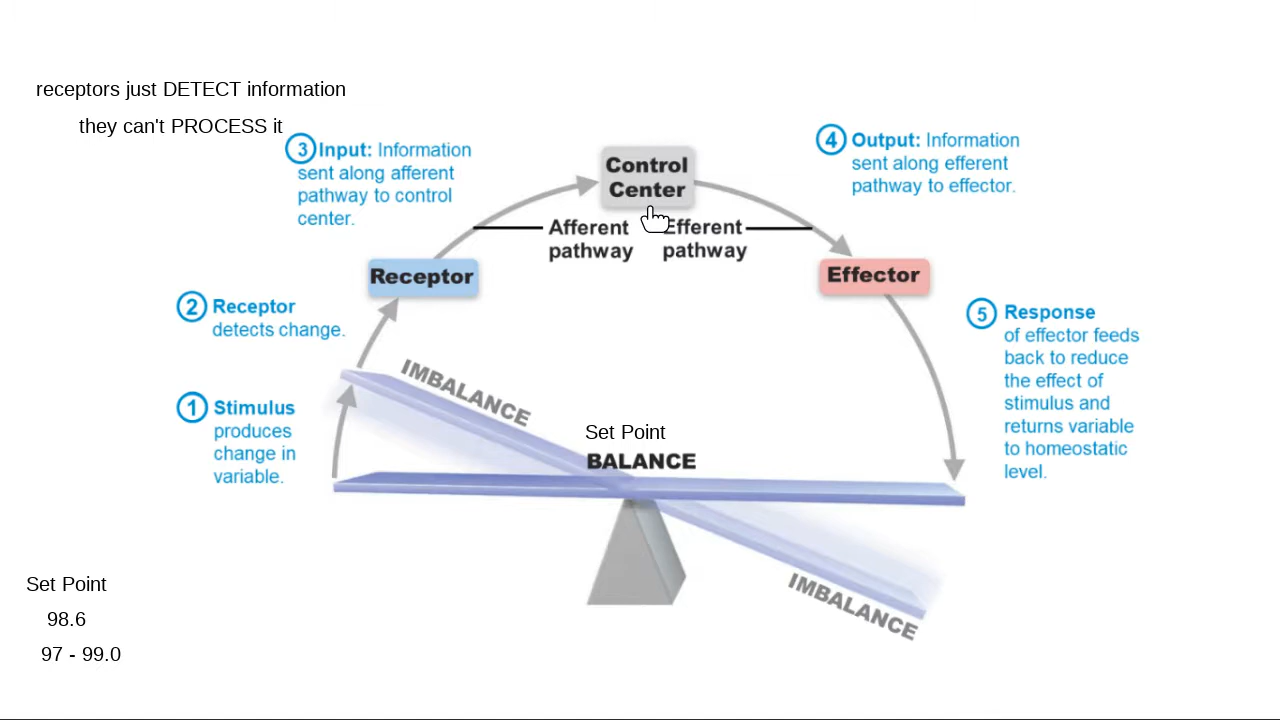 receptors just DETECT information
they can't PROCESS it
3 Input: Information
sent along afferent
pathway to control
center.
Control
Center
4 Output: Information
sent along efferent
pathway to effector.
Afferent
pathway
Efferent
pathway
Receptor
Effector
2 Receptor
detects change.
5 Response
of effector feeds
back to reduce
the effect of
stimulus and
returns variable
to homeostatic
level.
IMBALANCE
1 Stimulus
produces
change in
variable.
Set Point
BALANCE
IMBALANCE
Set Point
98.6
97 - 99.0